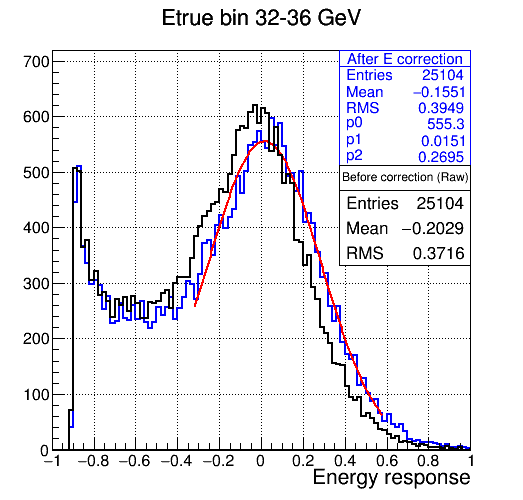 Etrue bin 32-36 GeV
After E correction
Entries 25104
Mean −0.1551
RMS 0.3949
p0 555.3
p1 0.0151
p2 0.2695
Before correction (Raw)
Entries 25104
Mean −0.2029
RMS 0.3716
700
600
500
400
300
200
100
0
−1 −0.8 −0.6 −0.4 −0.2 0 0.2 0.4 0.6 0.8 1
Energy response